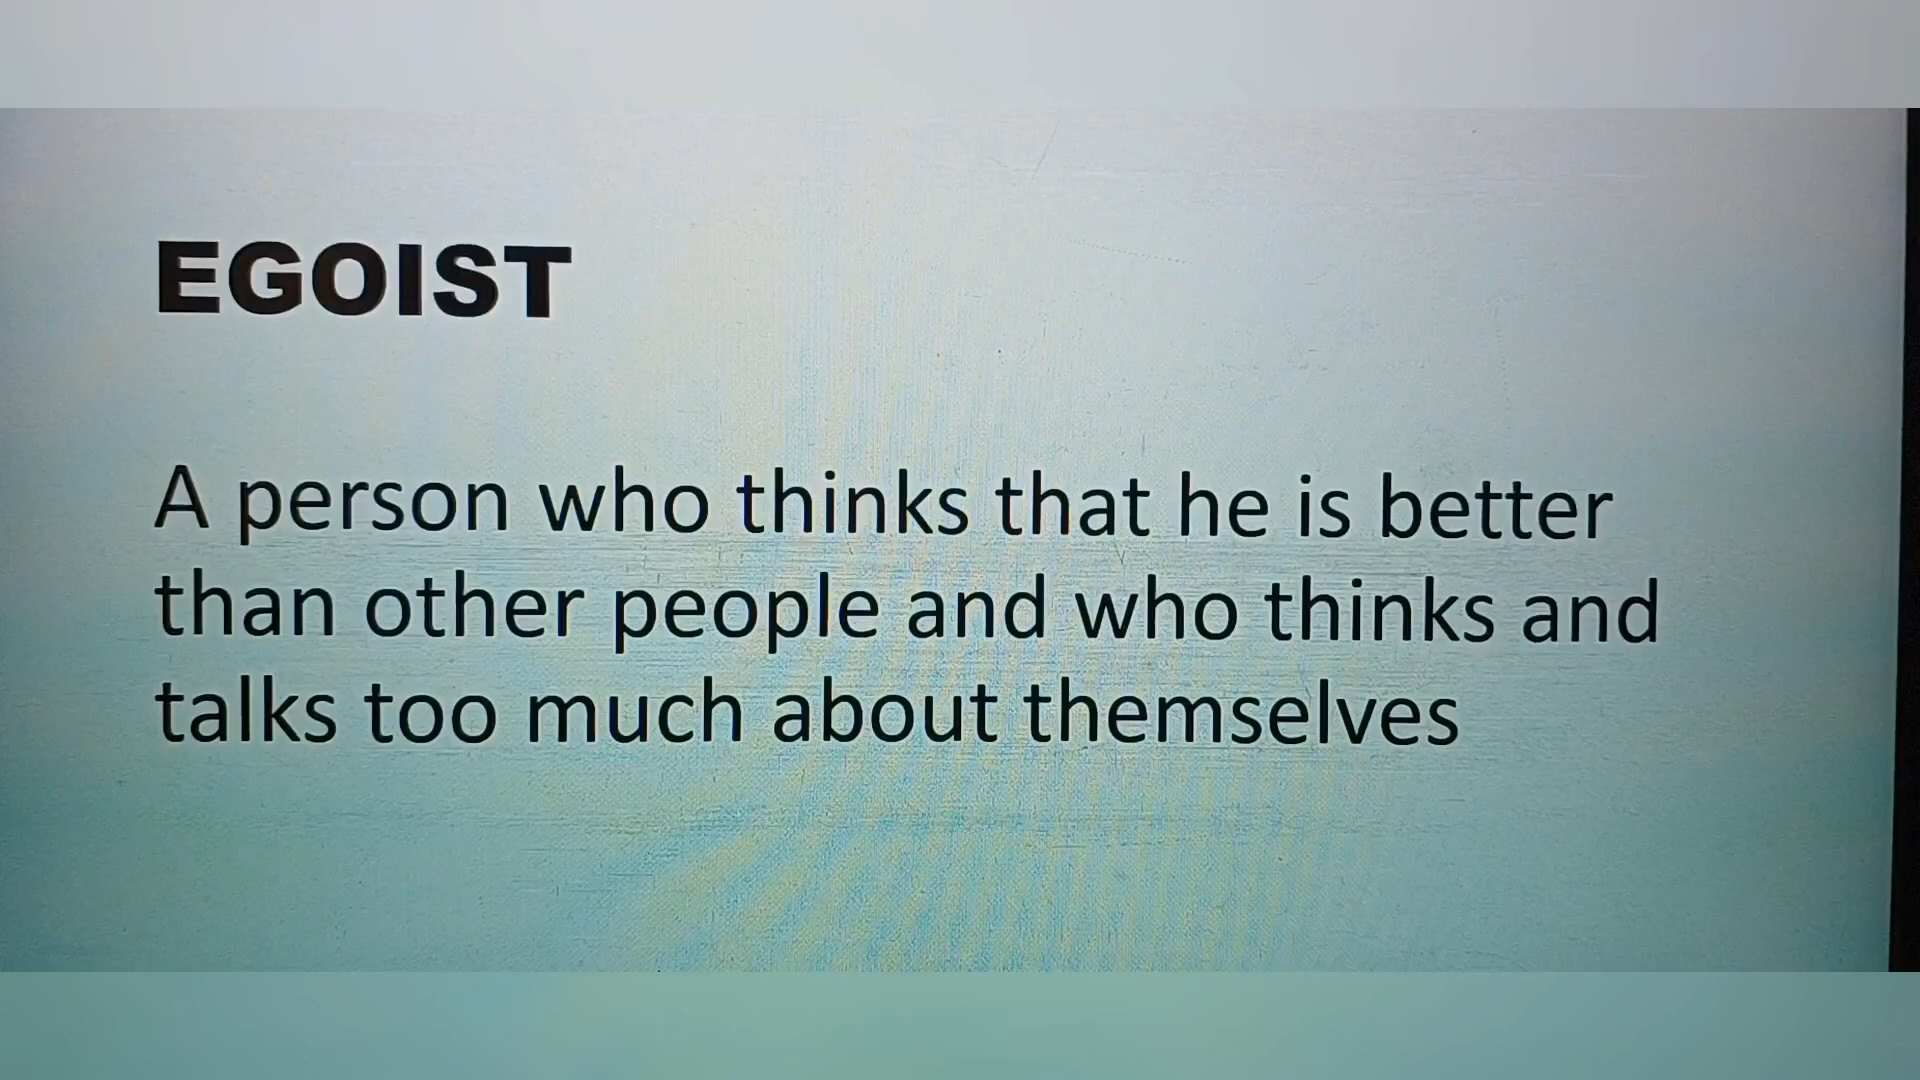 EGOIST
A person who thinks that he is better
than other people and who thinks and
talks too much about themselves